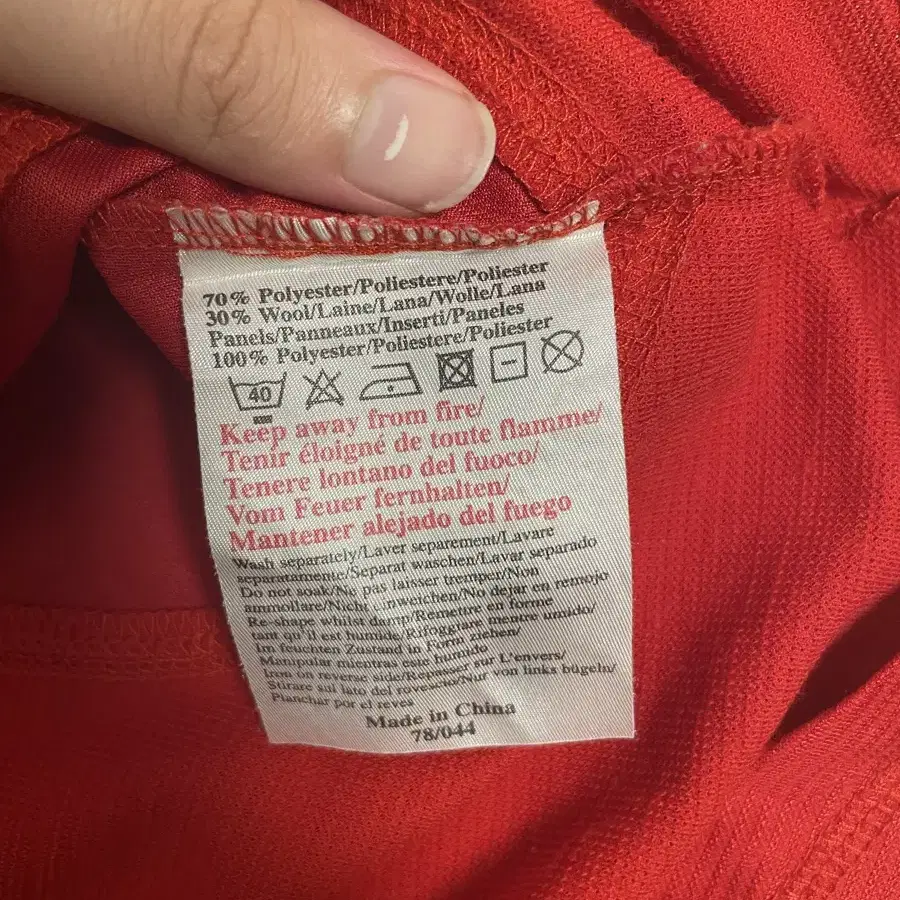 70% Polyester/Poliestere/Poliester
30% Wool/Laine/Lana/Wolle/Lana
Panels/Panneaux/Inserti/Paneles
100% Polyester/Poliestere/Poliester
40
Keep away from fire/
Tenir éloigné de toute flamme/
Tenere lontano del fuoco/
Vom Feuer fernhalten/
Mantener alejado del fuego
Wash separately/Laver separement/Lavare
separatamente/Separat waschen/Lavar separado
Do not soak/Ne pas laisser tremper/Non
ammollare/Nicht einweichen/No dejar en remojo
Re-shape whilst damp/Remettre en forme
tant qu'il est humide/Rifoggiare mentre umido/
Im feuchten Zustand in Form ziehen/
Manipular mientras este humido
Iron on reverse side/Repasser sur L'envers/
Stirare sul lato del rovescino/Nur von links bügeln/
Planchar por el reves
Made in China
78/044